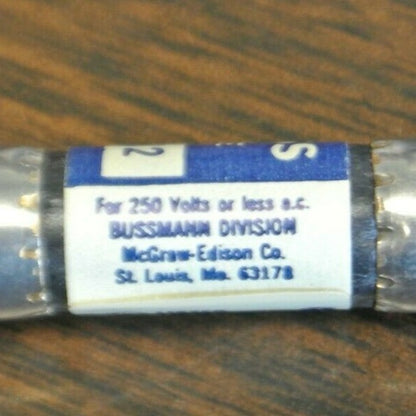 2
S
For 250 Volts or less a.c.
BUSSMANN DIVISION
McGraw-Edison Co.
St. Louis, Mo. 63178